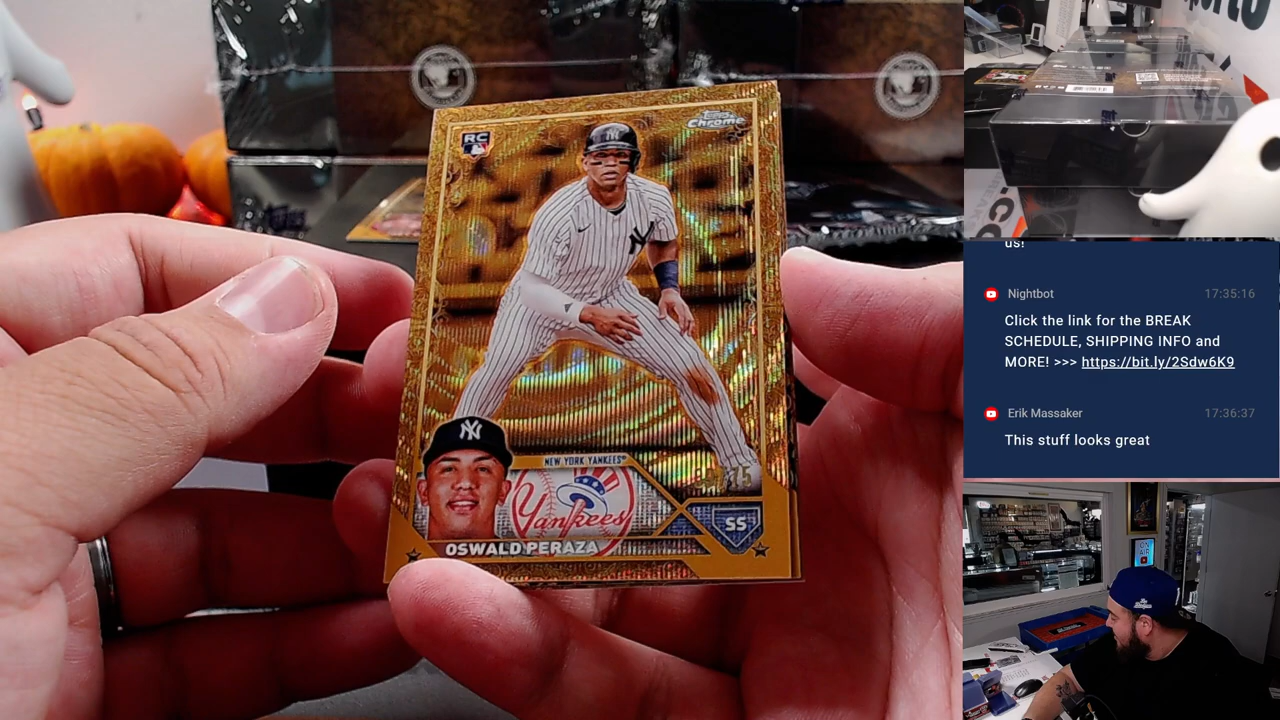 RC
Topps
Chrome
NEW YORK YANKEES
Yankees
SS
OSWALD PERAZA
us!
Nightbot 17:35:16
Click the link for the BREAK
SCHEDULE, SHIPPING INFO and
MORE! >>> https://bit.ly/2Sdw6K9
Erik Massaker 17:36:37
This stuff looks great
ON
AIR